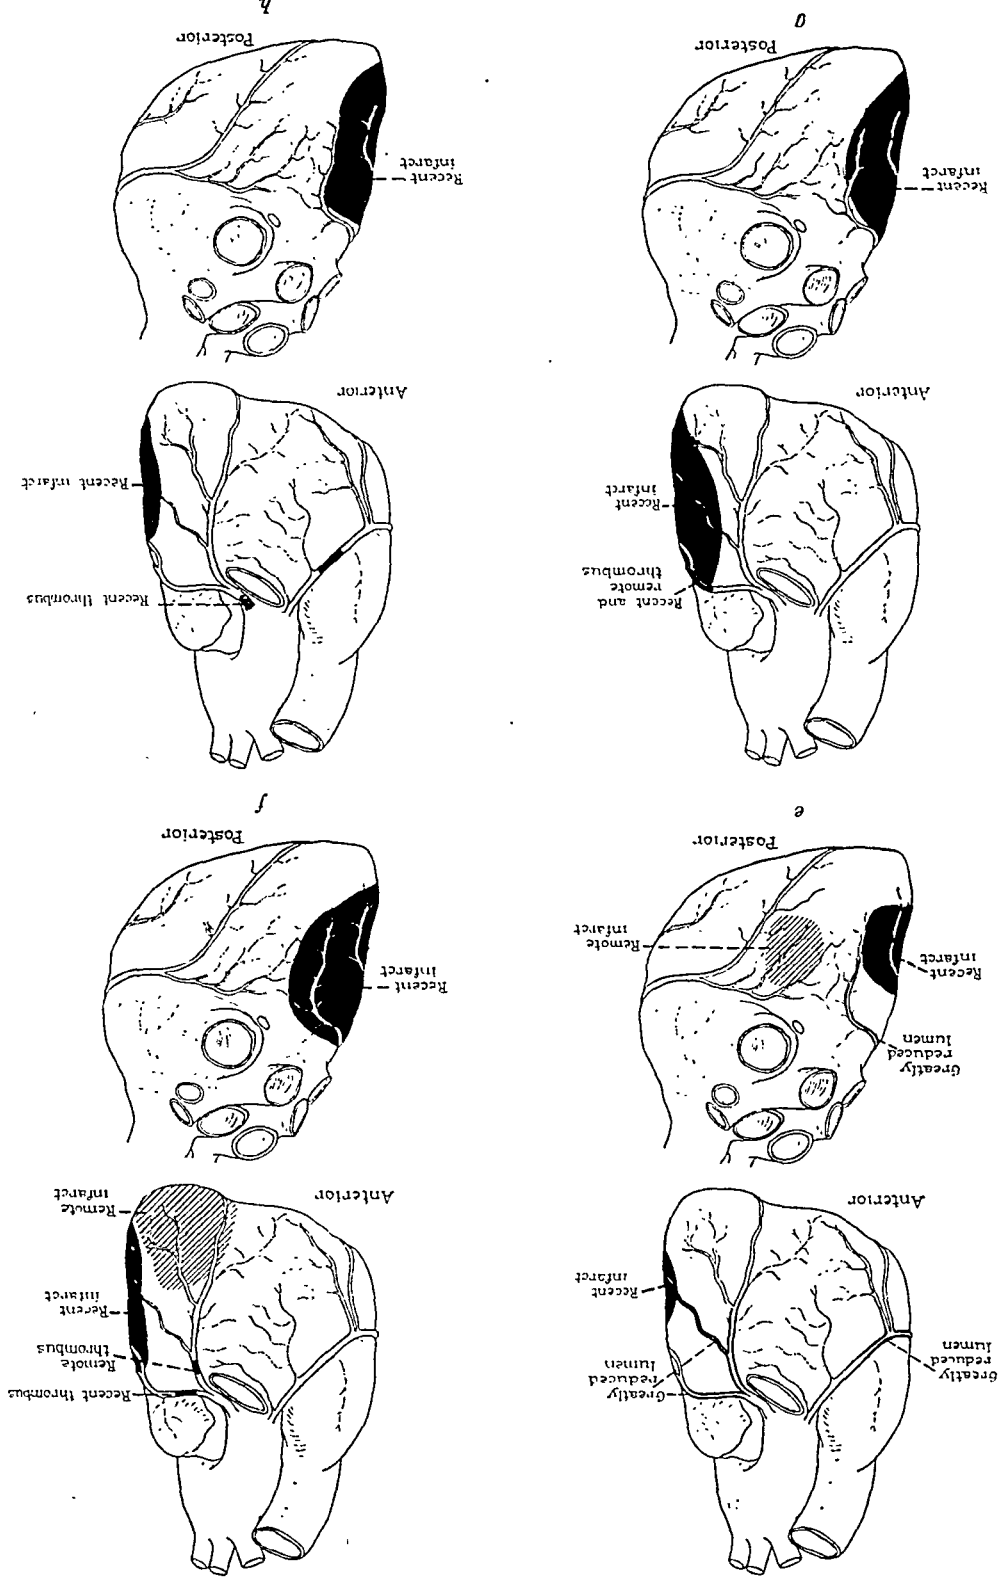 Greatly
reduced
lumen
Greatly
reduced
lumen
Recent
infarct
Anterior
Greatly
reduced
lumen
Recent
infarct
Remote
infarct
Posterior
e
Recent thrombus
Remote
thrombus
Recent
infarct
Remote
infarct
Anterior
Recent
infarct
Posterior
f
Recent and
remote
thrombus
Recent
infarct
Anterior
Recent
infarct
Posterior
g
Recent thrombus
Recent infarct
Anterior
Recent
infarct
Posterior
h